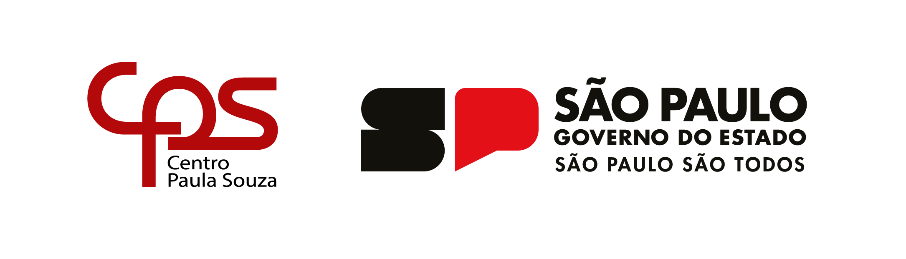 cps
Centro
Paula Souza
SP
SÃO PAULO
GOVERNO DO ESTADO
SÃO PAULO SÃO TODOS